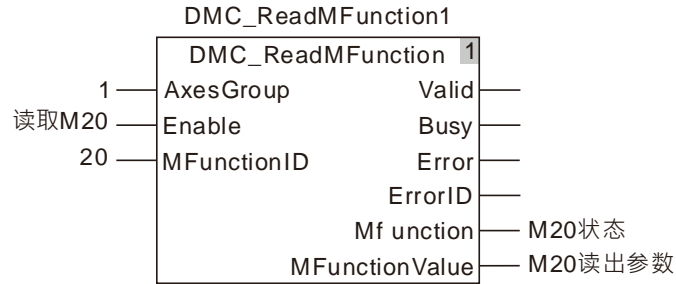 DMC_ReadMFunction1
DMC_ReadMFunction 1
1 AxesGroup Valid
读取M20 Enable Busy
20 MFunctionID Error
ErrorID
Mf unction M20状态
MFunctionValue M20读出参数